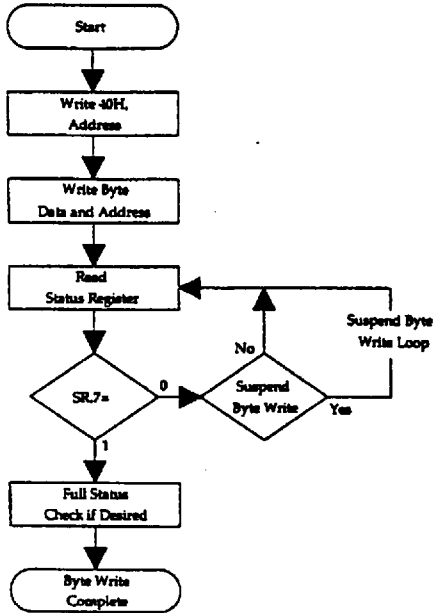 Start
Write 40H,
Address
Write Byte
Data and Address
Read
Status Register
Suspend Byte
Write Loop
No
SR.7=
0
Suspend
Byte Write
Yes
1
Full Status
Check if Desired
Byte Write
Complete